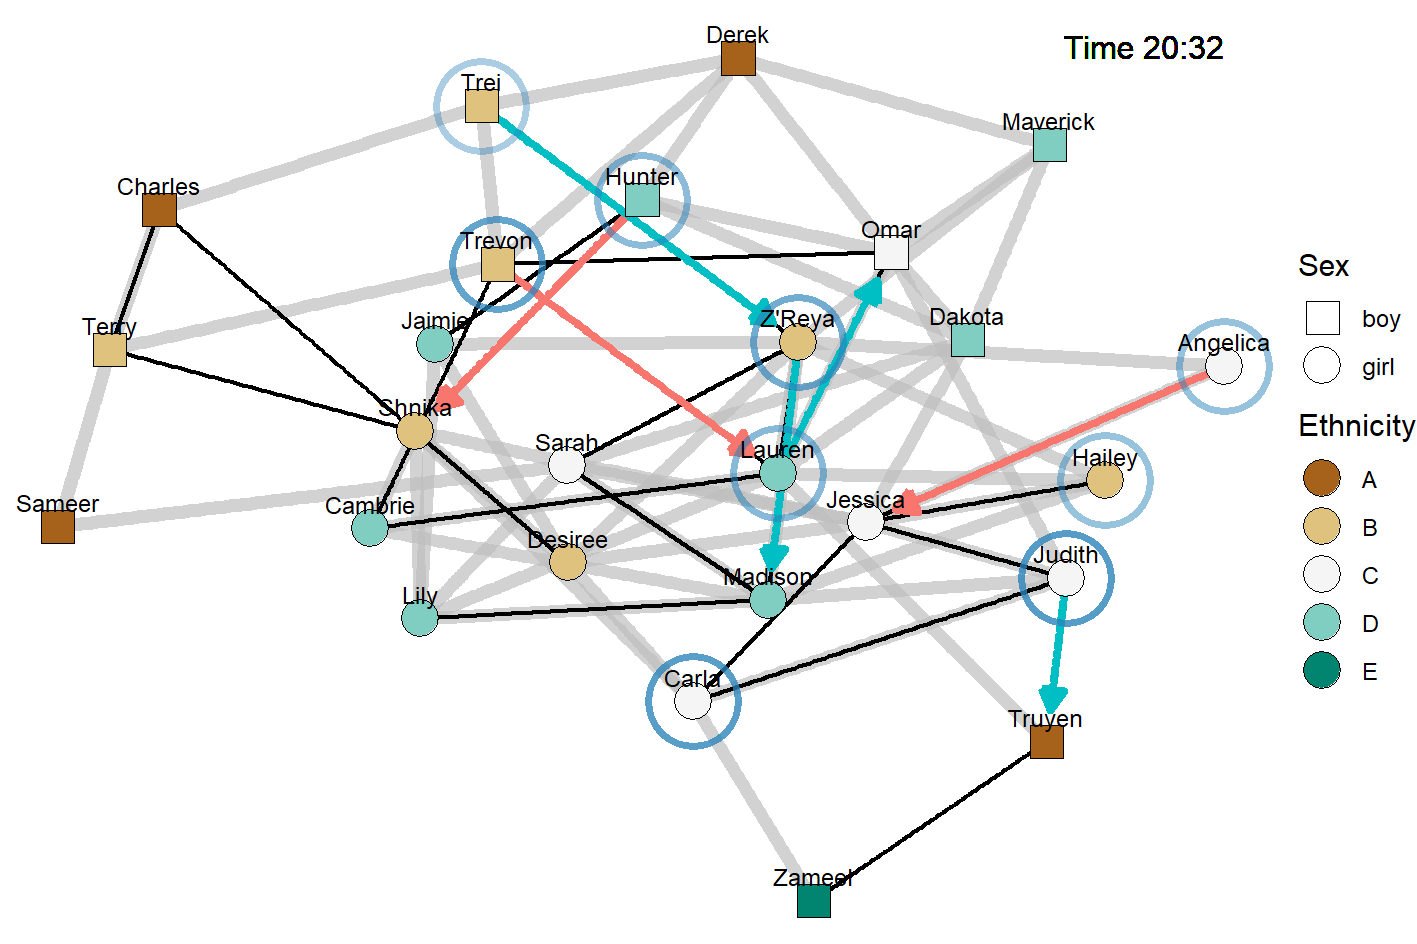 Derek
Time 20:32
Trei
Maverick
Hunter
Charles
Omar
Trevon
Sex
boy
Terry
Jaimie
Z'Reya
Dakota
Angelica
girl
Shnika
Ethnicity
Sarah
Lauren
Hailey
A
Sameer
Cambrie
Jessica
B
Desiree
Judith
Madison
C
Lily
D
Carla
E
Truyen
Zameel